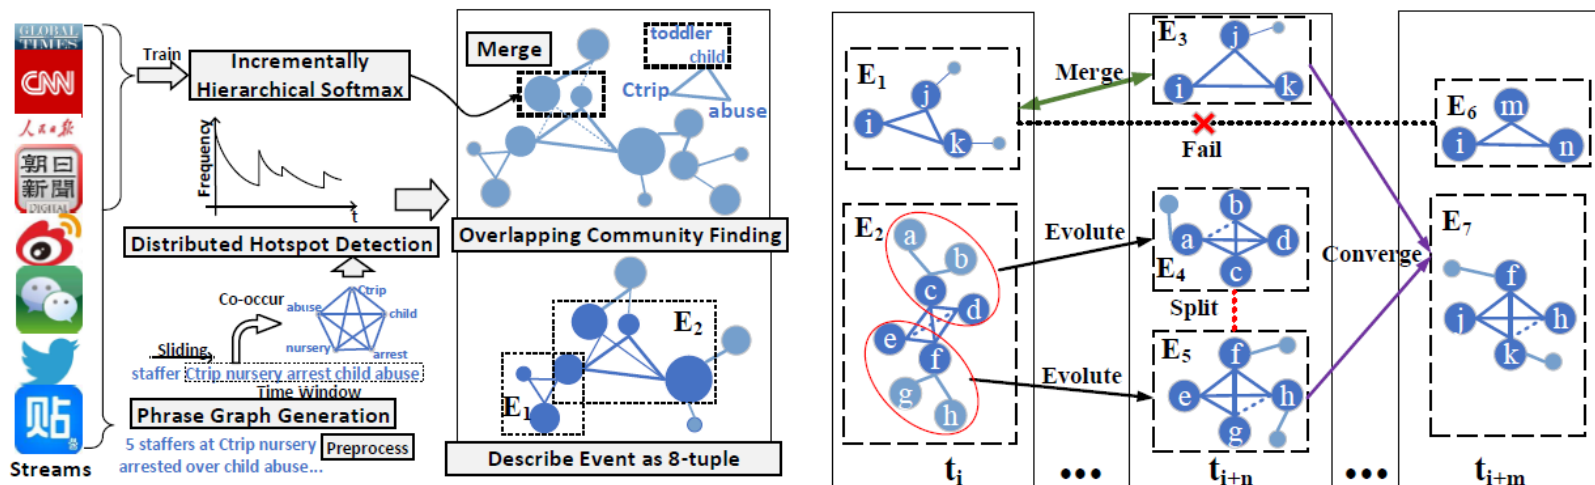 GLOBAL
TIMES
CNN
人民日报
朝日
新聞
DIGITAL
贴
Streams
Train
Incrementally
Hierarchical Softmax
Frequency
t
Distributed Hotspot Detection
Co-occur
Ctrip
abuse
child
nursery
arrest
Sliding
staffer Ctrip nursery arrest child abuse
Time Window
Phrase Graph Generation
5 staffers at Ctrip nursery
arrested over child abuse...
Preprocess
Merge
toddler
child
Ctrip
abuse
Overlapping Community Finding
E2
E1
Describe Event as 8-tuple
E1
j
i
k
Merge
E3
j
i
k
Fail
E6
m
i
n
E2
a
b
c
d
e
f
g
h
Evolute
Evolute
b
a
d
c
E4
Split
E5
f
e
h
g
Converge
E7
f
j
h
k
ti
•••
ti+n
•••
ti+m